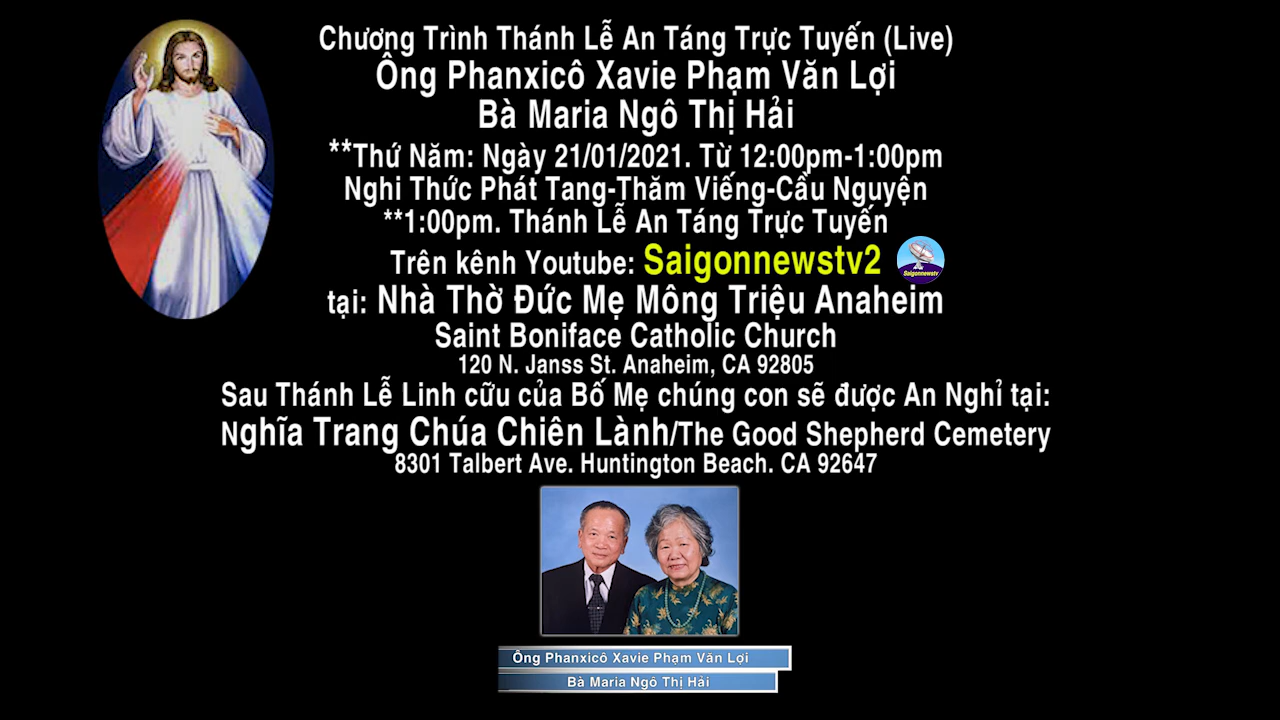 Chương Trình Thánh Lễ An Táng Trực Tuyến (Live)
Ông Phanxicô Xavie Phạm Văn Lợi
Bà Maria Ngô Thị Hải
**Thứ Năm: Ngày 21/01/2021. Từ 12:00pm-1:00pm
Nghi Thức Phát Tang-Thăm Viếng-Cầu Nguyện
**1:00pm. Thánh Lễ An Táng Trực Tuyến
Trên kênh Youtube: Saigonnewstv2
Saigonnewstv
tại: Nhà Thờ Đức Mẹ Mông Triệu Anaheim
Saint Boniface Catholic Church
120 N. Janss St. Anaheim, CA 92805
Sau Thánh Lễ Linh cữu của Bố Mẹ chúng con sẽ được An Nghỉ tại:
Nghĩa Trang Chúa Chiên Lành/The Good Shepherd Cemetery
8301 Talbert Ave. Huntington Beach. CA 92647
Ông Phanxicô Xavie Phạm Văn Lợi
Bà Maria Ngô Thị Hải